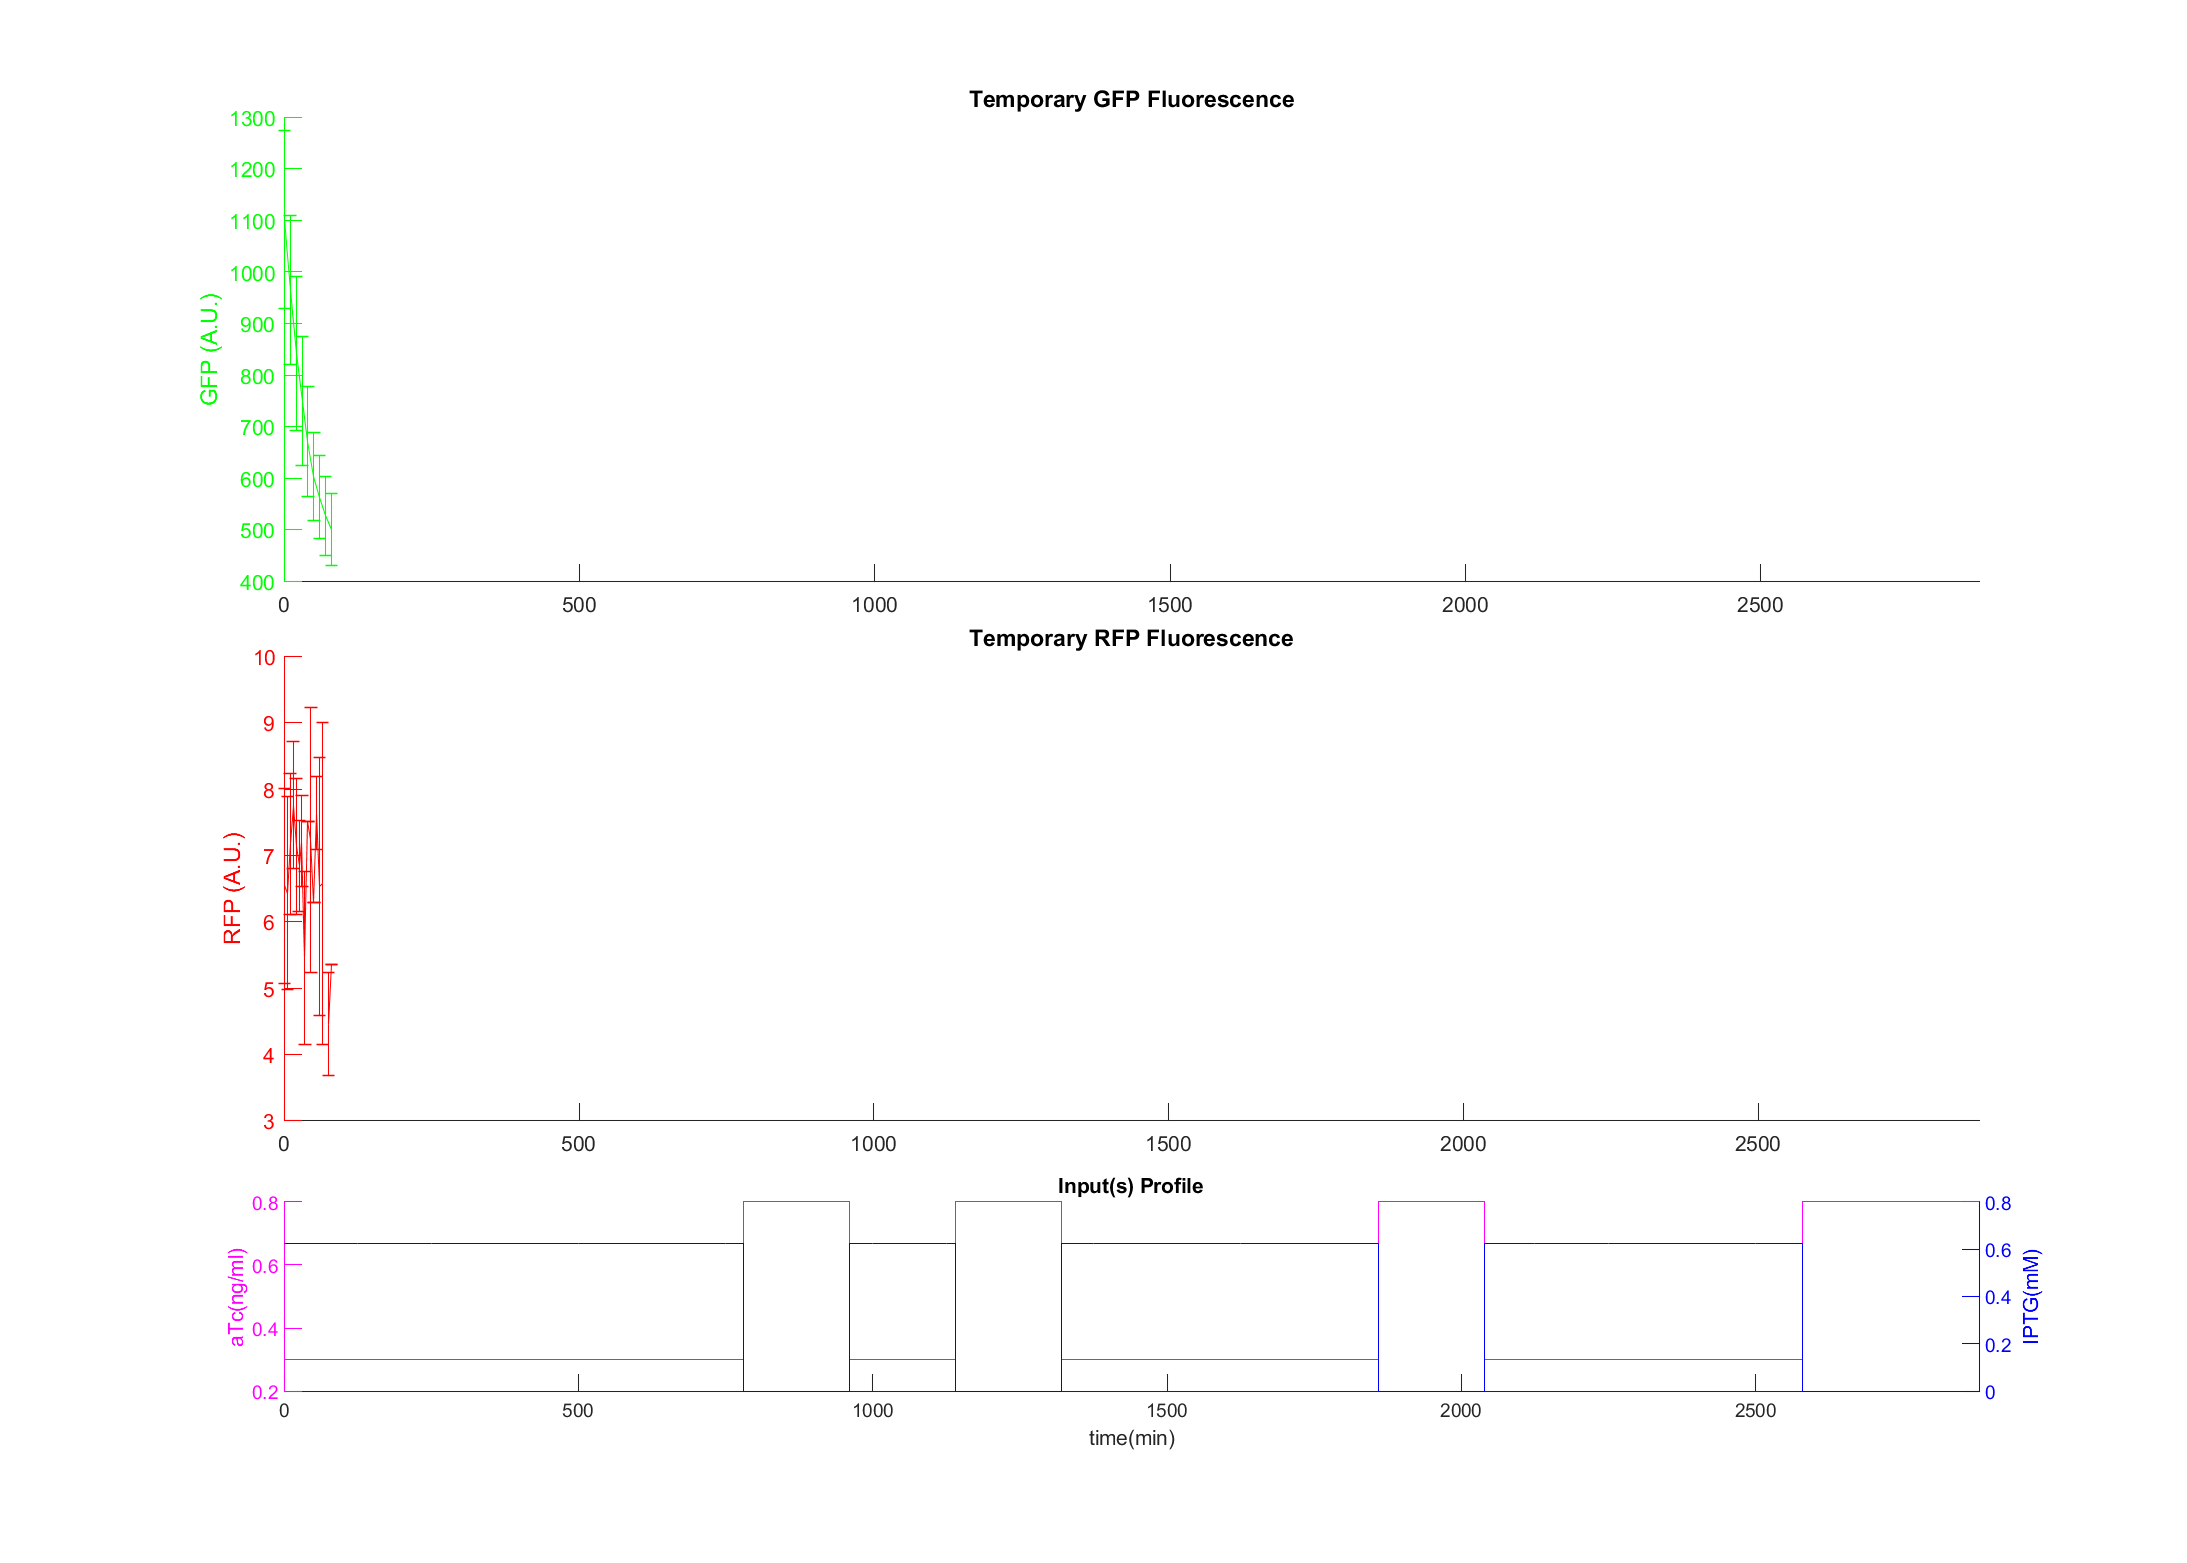 Temporary GFP Fluorescence
GFP (A.U.)
1300
1200
1100
1000
900
800
700
600
500
400
0 500 1000 1500 2000 2500
Temporary RFP Fluorescence
RFP (A.U.)
10
9
8
7
6
5
4
3
0 500 1000 1500 2000 2500
Input(s) Profile
aTc(ng/ml)
0.8
0.6
0.4
0.2
IPTG(mM)
0.8
0.6
0.4
0.2
0
0 500 1000 1500 2000 2500
time(min)